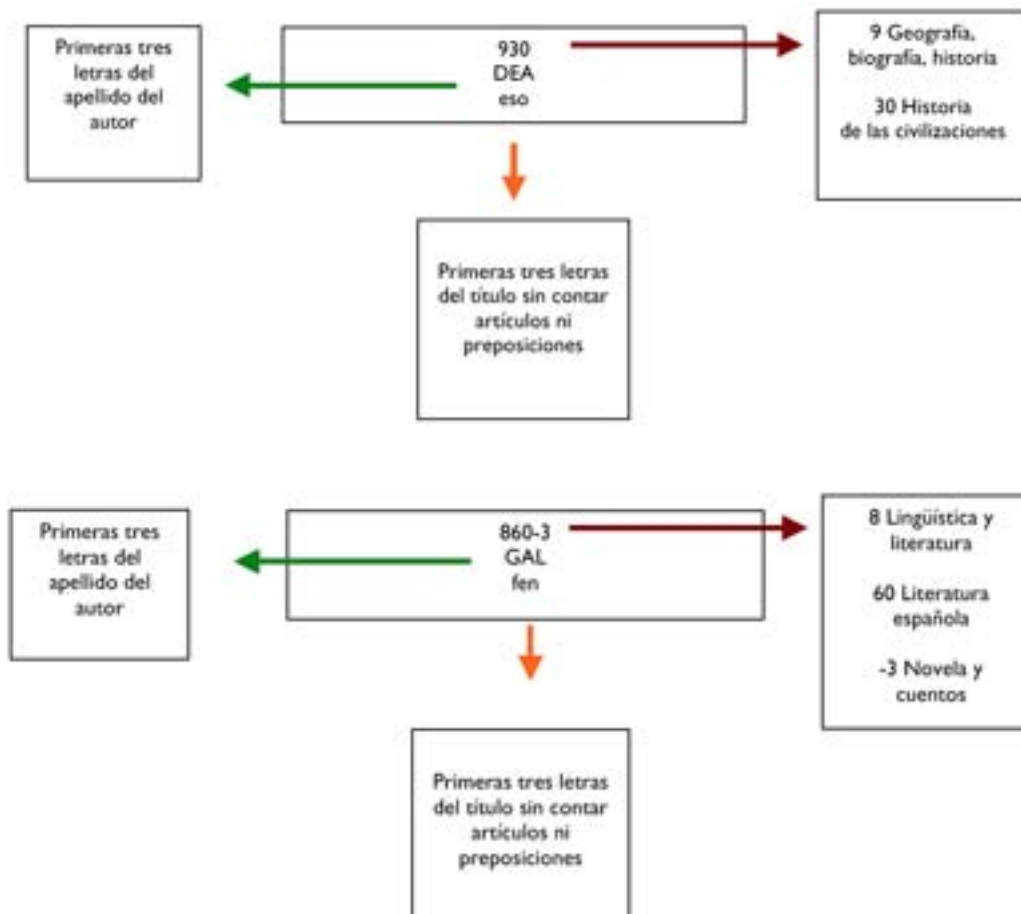 Primeras tres
letras del
apellido del
autor
930
DEA
eso
9 Geografía,
biografía, historia
30 Historia
de las civilizaciones
Primeras tres letras
del título sin contar
artículos ni
preposiciones
Primeras tres
letras del
apellido del
autor
860-3
GAL
fen
8 Lingüística y
literatura
60 Literatura
española
-3 Novela y
cuentos
Primeras tres letras
del título sin contar
artículos ni
preposiciones